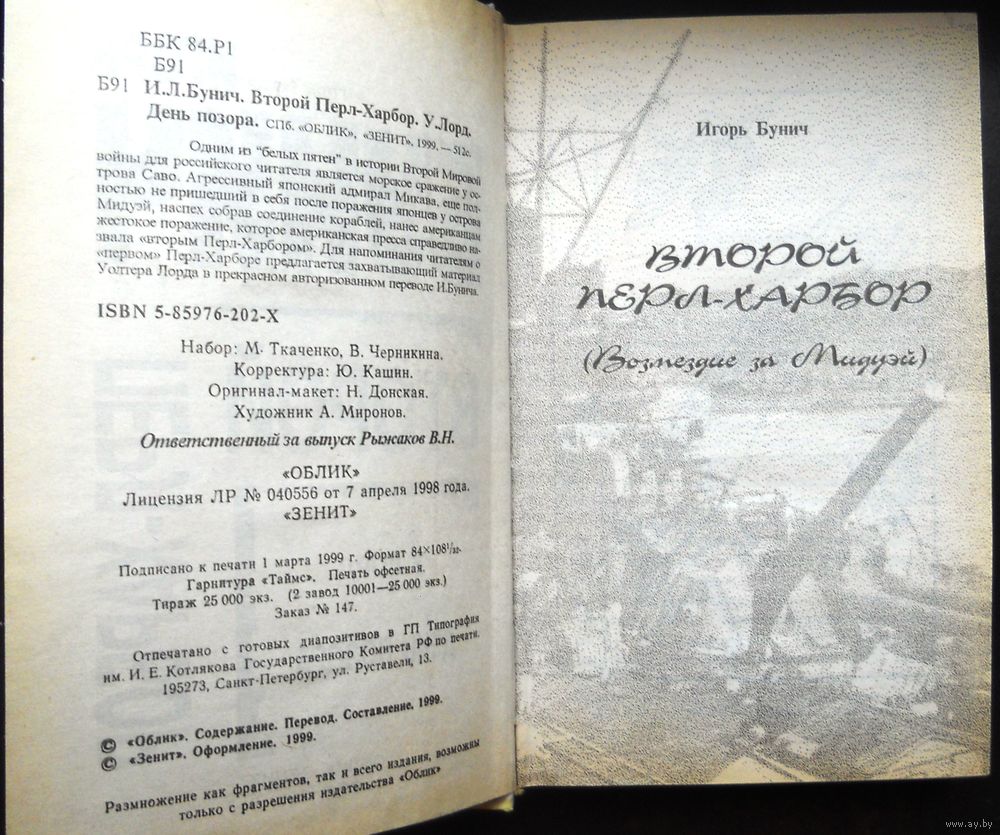 ББК 84.Р1
Б91
Б91 И.Л.Бунич. Второй Перл-Харбор. У.Лорд.
День позора. СПб. «ОБЛИК», «ЗЕНИТ». 1999. — 512с.
Одним из "белых пятен" в истории Второй Мировой
войны для российского читателя является морское сражение у ос-
трова Саво. Агрессивный японский адмирал Микава, еще пол-
ностью не пришедший в себя после поражения японцев у острова
Мидуэй, наспех собрав соединение кораблей, нанес американцам
жестокое поражение, которое американская пресса справедливо на-
звала «вторым Перл-Харбором». Для напоминания читателям о
«первом» Перл-Харборе предлагается захватывающий материал
Уолтера Лорда в прекрасном авторизованном переводе И.Бунича.
ISBN 5-85976-202-X
Набор: М. Ткаченко, В. Черникина.
Корректура: Ю. Кашин.
Оригинал-макет: Н. Донская.
Художник А. Миронов.
Ответственный за выпуск Рыжаков В.Н.
«ОБЛИК»
Лицензия ЛР № 040556 от 7 апреля 1998 года.
«ЗЕНИТ»
Подписано к печати 1 марта 1999 г. Формат 84×108¹/₃₂.
Гарнитура «Таймс». Печать офсетная.
Тираж 25 000 экз. (2 завод 10001—25 000 экз.)
Заказ № 147.
Отпечатано с готовых диапозитивов в ГП Типография
им. И. Е. Котлякова Государственного Комитета РФ по печати.
195273, Санкт-Петербург, ул. Руставели, 13.
© «Облик». Содержание. Перевод. Составление. 1999.
© «Зенит». Оформление. 1999.
Размножение как фрагментов, так и всего издания, возможны
только с разрешения издательства «Облик»
Игорь Бунич
ВТОРОЙ
ПЕРЛ-ХАРБОР
(Возмездие за Мидуэй)
www.ay.by